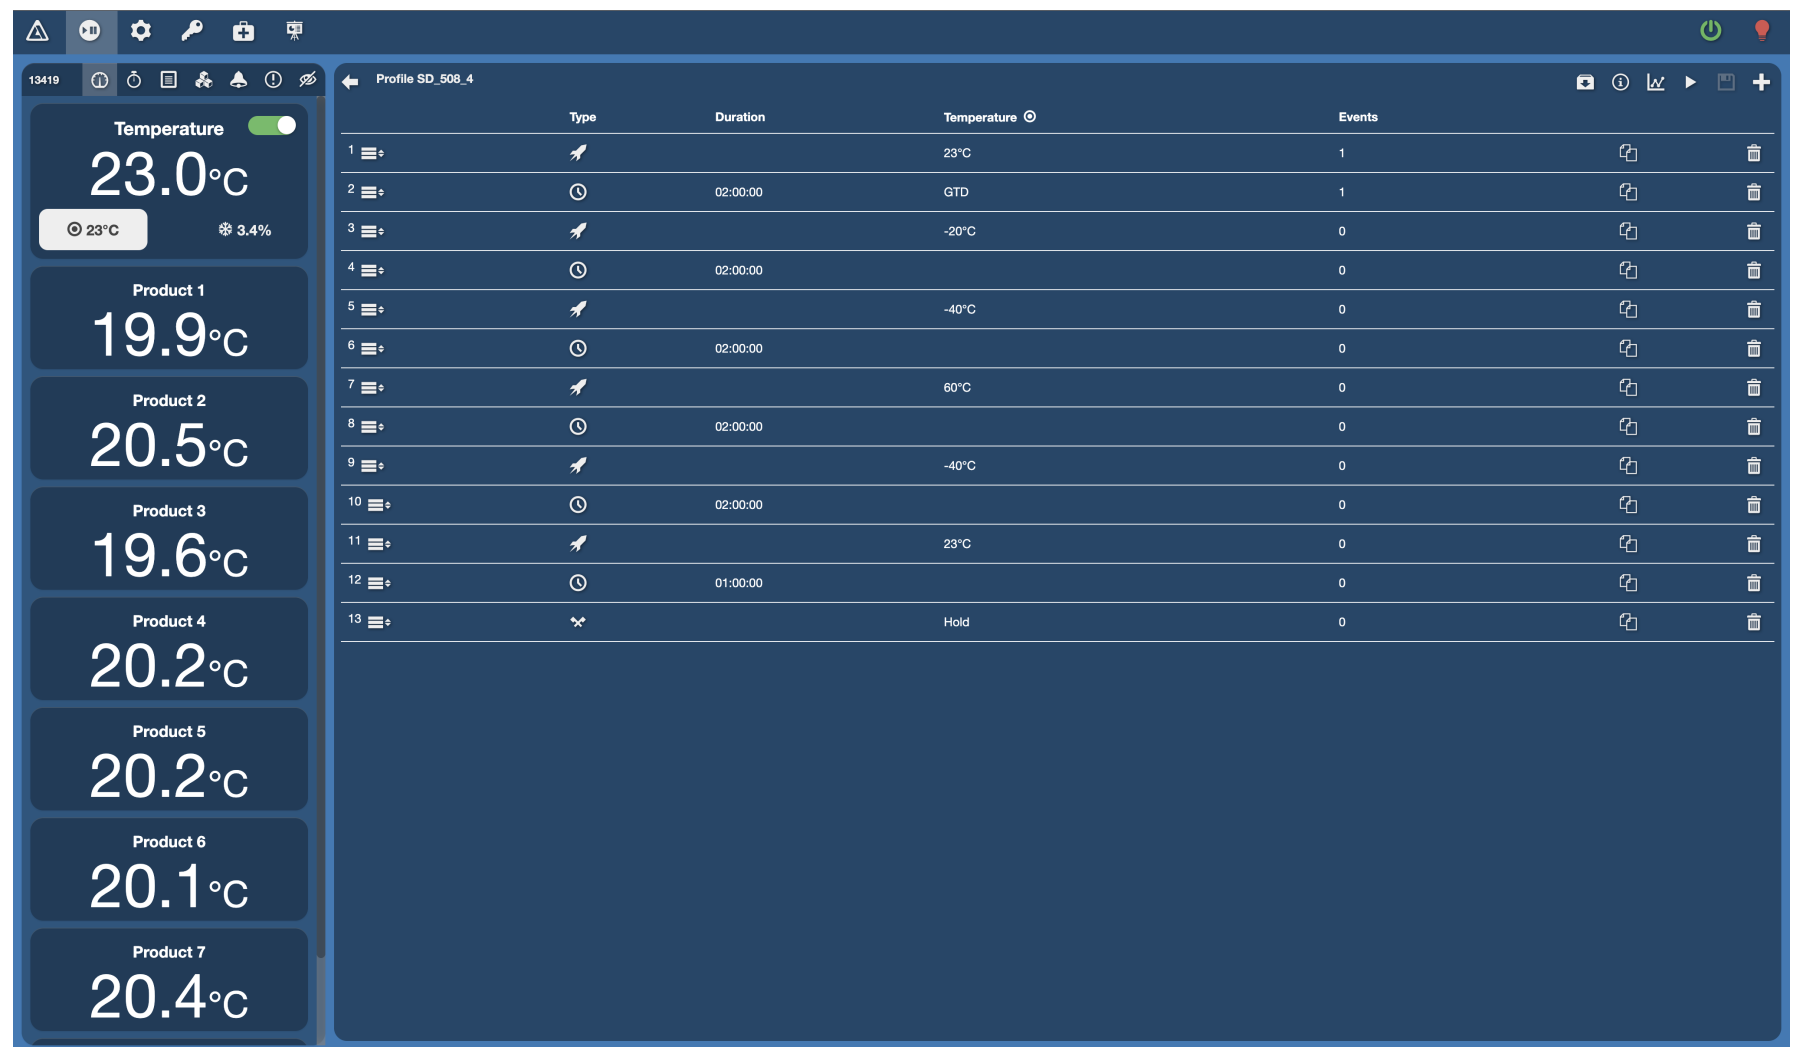 13419
Temperature
23.0°C
23°C
3.4%
Product 1
19.9°C
Product 2
20.5°C
Product 3
19.6°C
Product 4
20.2°C
Product 5
20.2°C
Product 6
20.1°C
Product 7
20.4°C
Profile SD_508_4
Type Duration Temperature Events
1 23°C 1
2 02:00:00 GTD 1
3 -20°C 0
4 02:00:00 0
5 -40°C 0
6 02:00:00 0
7 60°C 0
8 02:00:00 0
9 -40°C 0
10 02:00:00 0
11 23°C 0
12 01:00:00 0
13 Hold 0